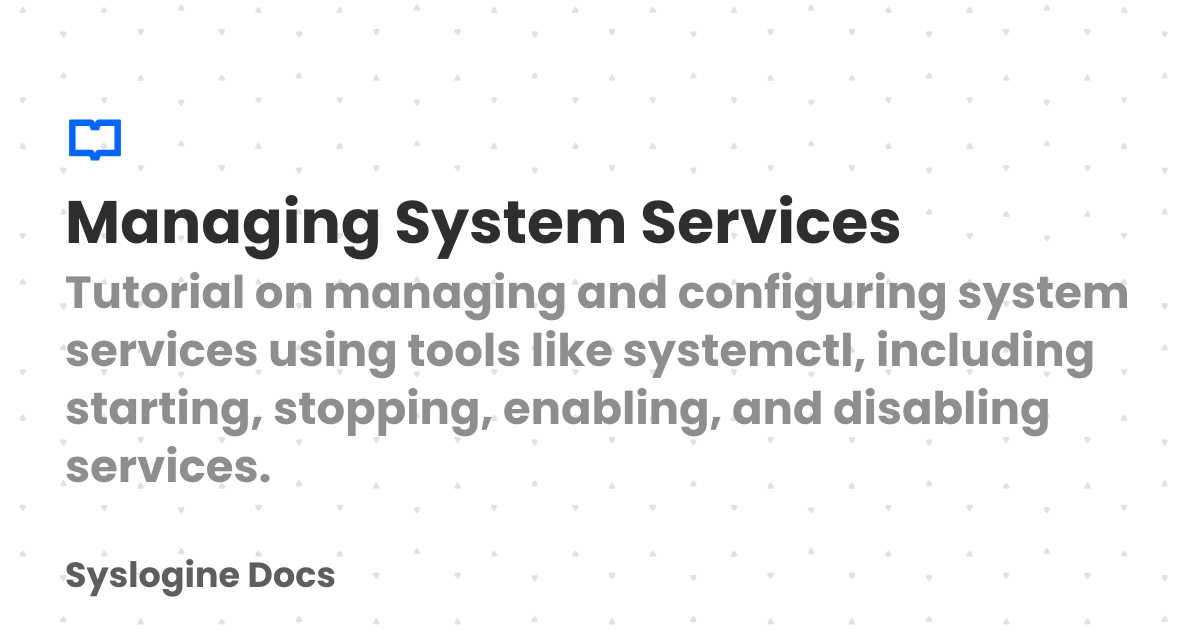 Managing System Services
Tutorial on managing and configuring system
services using tools like systemctl, including
starting, stopping, enabling, and disabling
services.
Syslogine Docs